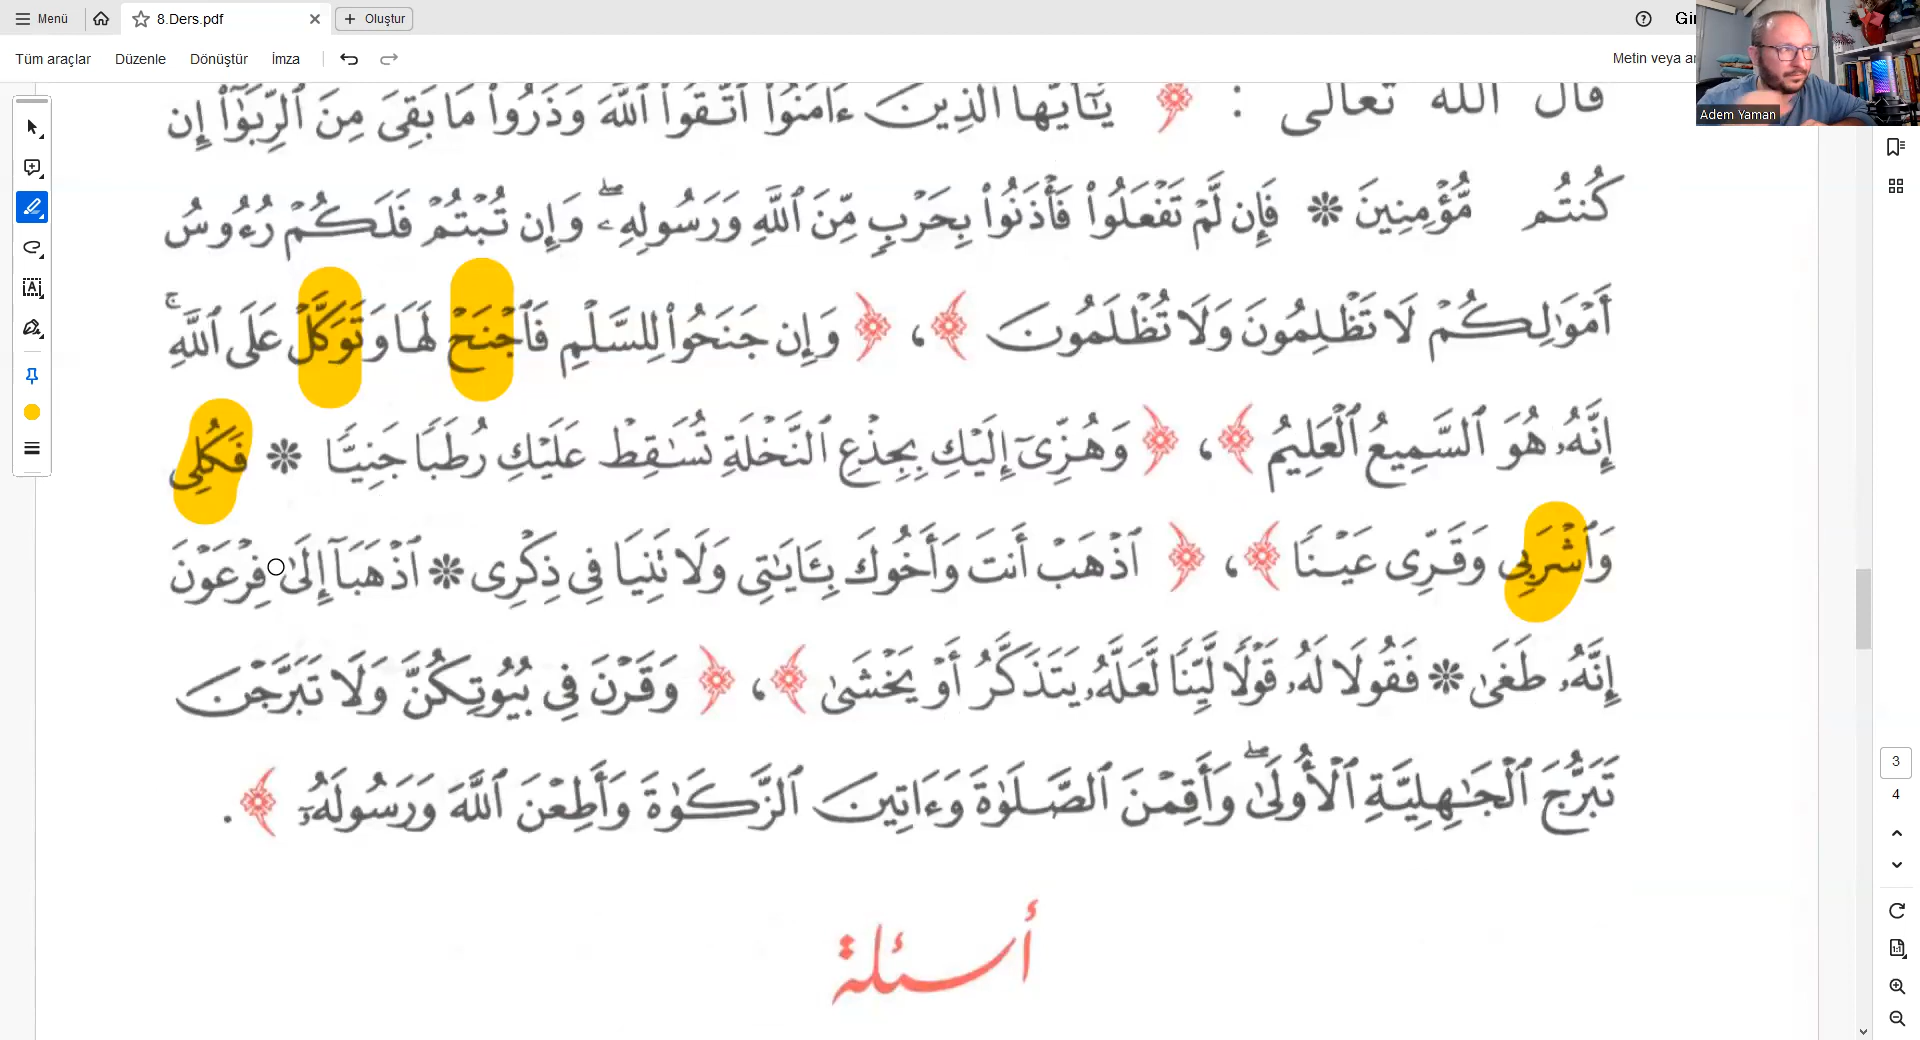 Menü
8.Ders.pdf
Oluştur
Tüm araçlar
Düzenle
Dönüştür
İmza
Metin veya
Adem Yaman
قال الله تعالى : ﴿ يَٰٓأَيُّهَا ٱلَّذِينَ ءَامَنُوا۟ ٱتَّقُوا۟ ٱللَّهَ وَذَرُوا۟ مَا بَقِىَ مِنَ ٱلرِّبَوٰٓا۟ إِن
كُنتُم مُّؤْمِنِينَ * فَإِن لَّمْ تَفْعَلُوا۟ فَأْذَنُوا۟ بِحَرْبٍ مِّنَ ٱللَّهِ وَرَسُولِهِۦ ۖ وَإِن تُبْتُمْ فَلَكُمْ رُءُوسُ
أَمْوَٰلِكُمْ لَا تَظْلِمُونَ وَلَا تُظْلَمُونَ ﴾ ، ﴿ وَإِن جَنَحُوا۟ لِلسَّلْمِ فَٱجْنَحْ لَهَا وَتَوَكَّلْ عَلَى ٱللَّهِ ۚ
إِنَّهُۥ هُوَ ٱلسَّمِيعُ ٱلْعَلِيمُ ﴾ ، ﴿ وَهُزِّىٓ إِلَيْكِ بِجِذْعِ ٱلنَّخْلَةِ تُسَٰقِطْ عَلَيْكِ رُطَبًا جَنِيًّا * فَكُلِى
وَٱشْرَبِى وَقَرِّى عَيْنًا ﴾ ، ﴿ ٱذْهَبْ أَنتَ وَأَخُوكَ بِـَٔايَٰتِى وَلَا تَنِيَا فِى ذِكْرِى * ٱذْهَبَآ إِلَىٰ فِرْعَوْنَ
إِنَّهُۥ طَغَىٰ * فَقُولَا لَهُۥ قَوْلًا لَّيِّنًا لَّعَلَّهُۥ يَتَذَكَّرُ أَوْ يَخْشَىٰ ﴾ ، ﴿ وَقَرْنَ فِى بُيُوتِكُنَّ وَلَا تَبَرَّجْنَ
تَبَرُّجَ ٱلْجَٰهِلِيَّةِ ٱلْأُولَىٰ ۖ وَأَقِمْنَ ٱلصَّلَوٰةَ وَءَاتِينَ ٱلزَّكَوٰةَ وَأَطِعْنَ ٱللَّهَ وَرَسُولَهُۥٓ ﴾ .
أسئلة
3
4